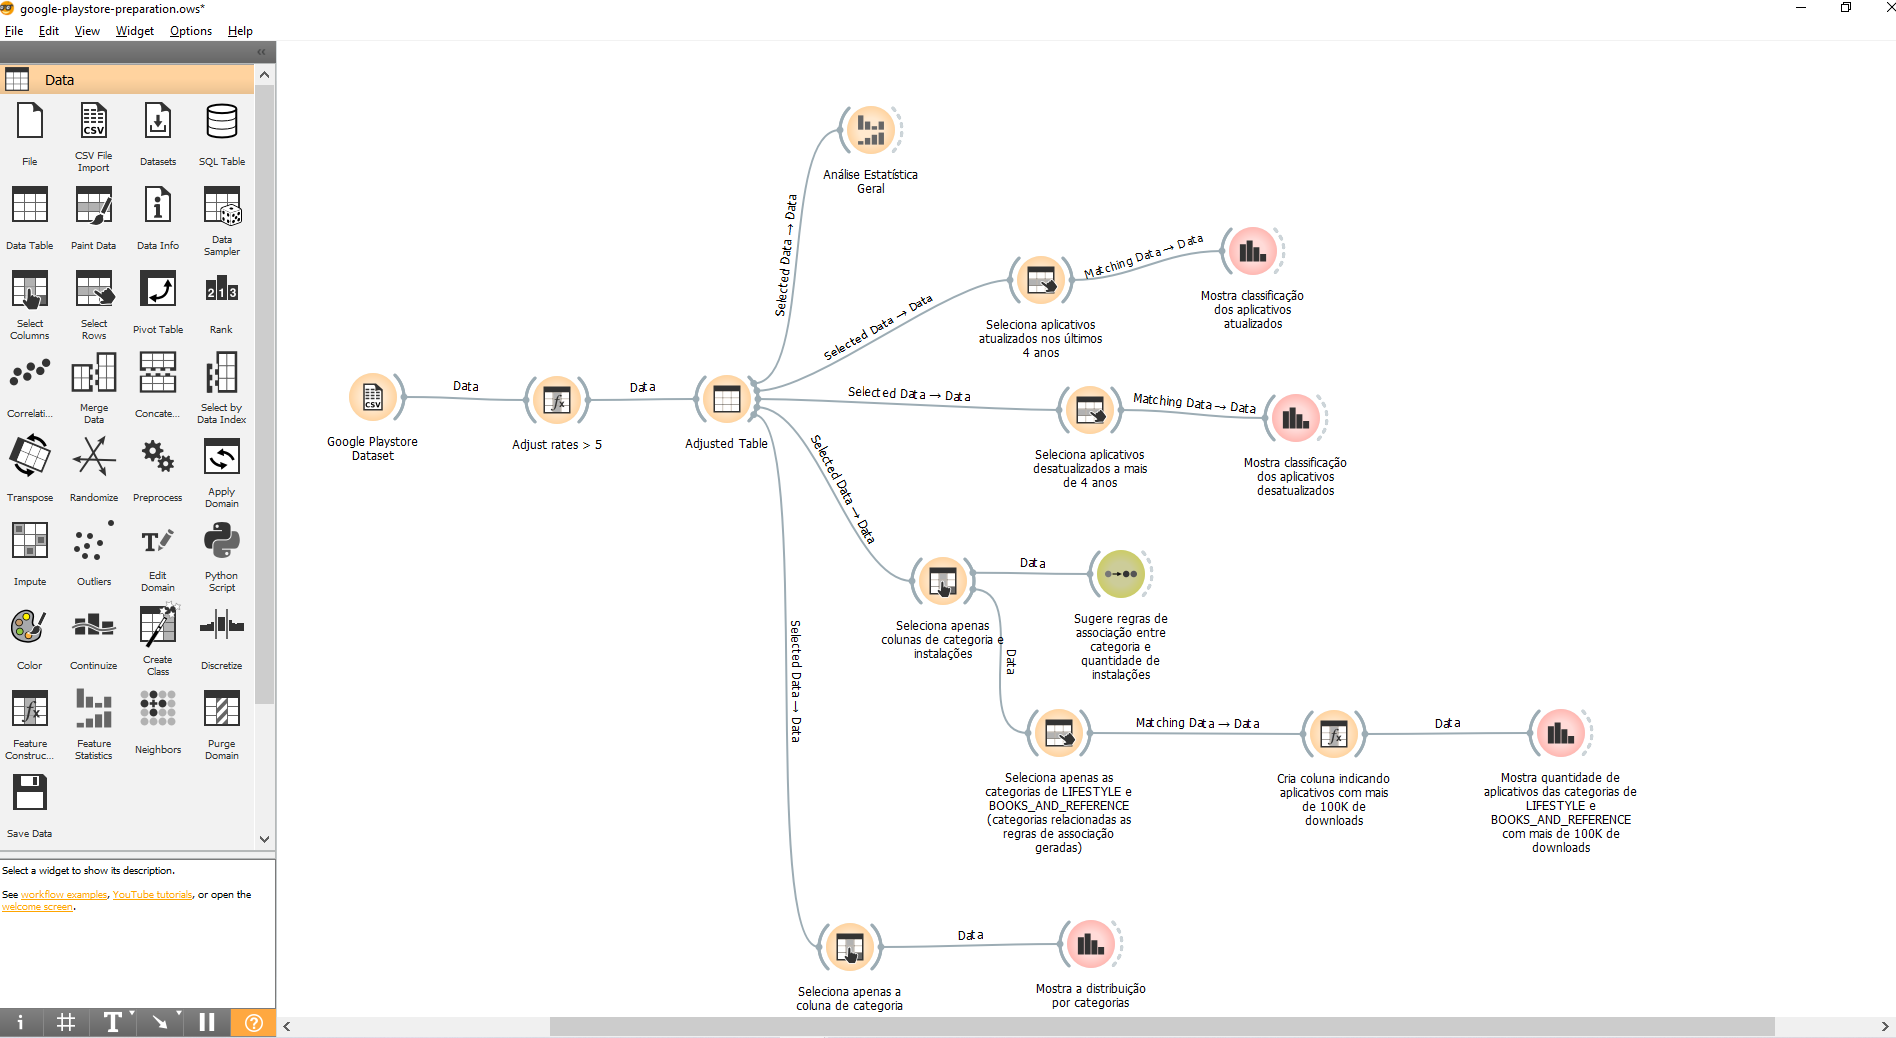 google-playstore-preparation.ows*
File Edit View Widget Options Help
Data
File
CSV File
Import
Datasets
SQL Table
Data Table
Paint Data
Data Info
Data
Sampler
Select
Columns
Select
Rows
Pivot Table
Rank
Correlati...
Merge
Data
Concate...
Select by
Data Index
Transpose
Randomize
Preprocess
Apply
Domain
Impute
Outliers
Edit
Domain
Python
Script
Color
Continuize
Create
Class
Discretize
Feature
Construc...
Feature
Statistics
Neighbors
Purge
Domain
Save Data
Select a widget to show its description.
See workflow examples, YouTube tutorials, or open the
welcome screen.
Google Playstore
Dataset
Data
Adjust rates > 5
Data
Adjusted Table
Selected Data → Data
Análise Estatística
Geral
Selected Data → Data
Seleciona aplicativos
atualizados nos últimos
4 anos
Matching Data → Data
Mostra classificação
dos aplicativos
atualizados
Selected Data → Data
Seleciona aplicativos
desatualizados a mais
de 4 anos
Matching Data → Data
Mostra classificação
dos aplicativos
desatualizados
Selected Data → Data
Seleciona apenas
colunas de categoria e
instalações
Data
Sugere regras de
associação entre
categoria e
quantidade de
instalações
Data
Seleciona apenas as
categorias de LIFESTYLE e
BOOKS_AND_REFERENCE
(categorias relacionadas as
regras de associação
geradas)
Matching Data → Data
Cria coluna indicando
aplicativos com mais
de 100K de
downloads
Data
Mostra quantidade de
aplicativos das categorias de
LIFESTYLE e
BOOKS_AND_REFERENCE
com mais de 100K de
downloads
Selected Data → Data
Seleciona apenas a
coluna de categoria
Data
Mostra a distribuição
por categorias